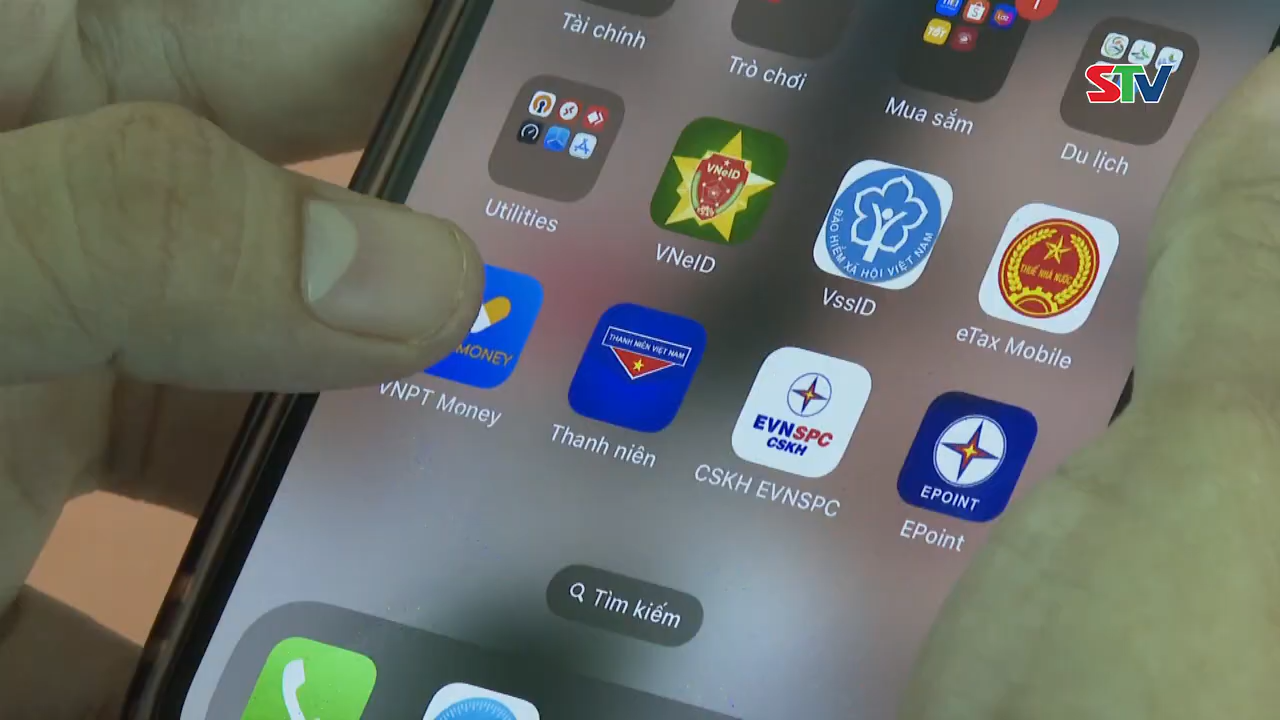 Tài chính
Trò chơi
Mua sắm
Du lịch
STV
Utilities
VNeID
VNeID
BẢO HIỂM XÃ HỘI VIỆT NAM
VssID
THUẾ NHÀ NƯỚC
eTax Mobile
MONEY
VNPT Money
THANH NIÊN VIỆT NAM
Thanh niên
EVNSPC
CSKH
CSKH EVNSPC
EPOINT
EPoint
Tìm kiếm